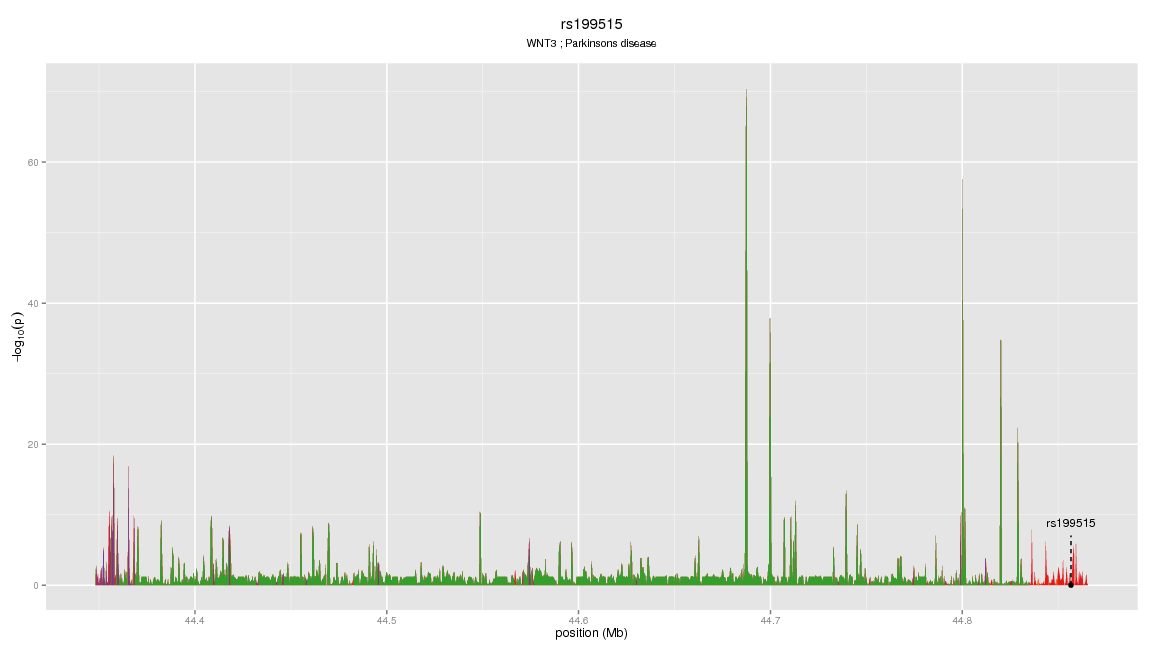 rs199515
WNT3 ; Parkinsons disease
60
40
20
0
−log10(p)
rs199515
44.4 44.5 44.6 44.7 44.8
position (Mb)